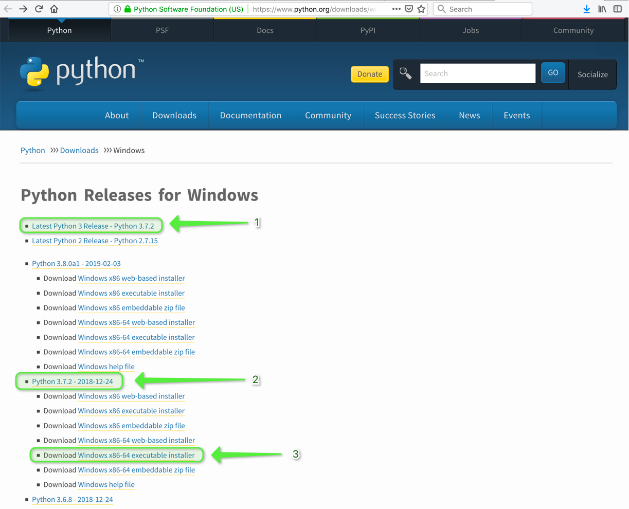 Python Software Foundation (US) https://www.python.org/downloads/w Search
Python PSF Docs PyPI Jobs Community
python™ Donate Search GO Socialize
About Downloads Documentation Community Success Stories News Events
Python >>> Downloads >>> Windows
Python Releases for Windows
Latest Python 3 Release - Python 3.7.2 1
Latest Python 2 Release - Python 2.7.15
Python 3.8.0a1 - 2019-02-03
Download Windows x86 web-based installer
Download Windows x86 executable installer
Download Windows x86 embeddable zip file
Download Windows x86-64 web-based installer
Download Windows x86-64 executable installer
Download Windows x86-64 embeddable zip file
Download Windows help file
Python 3.7.2 - 2018-12-24 2
Download Windows x86 web-based installer
Download Windows x86 executable installer
Download Windows x86 embeddable zip file
Download Windows x86-64 web-based installer
Download Windows x86-64 executable installer 3
Download Windows x86-64 embeddable zip file
Download Windows help file
Python 3.6.8 - 2018-12-24